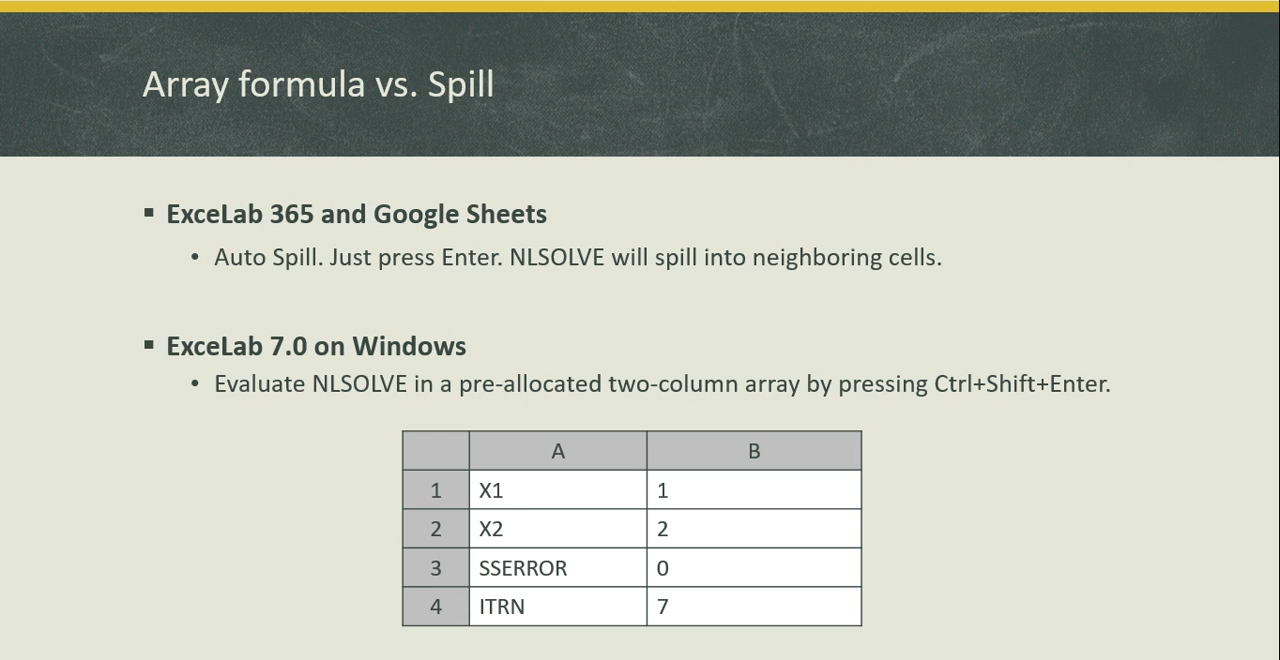 Array formula vs. Spill
▪ ExceLab 365 and Google Sheets
• Auto Spill. Just press Enter. NLSOLVE will spill into neighboring cells.
▪ ExceLab 7.0 on Windows
• Evaluate NLSOLVE in a pre-allocated two-column array by pressing Ctrl+Shift+Enter.
A B
1 X1 1
2 X2 2
3 SSERROR 0
4 ITRN 7